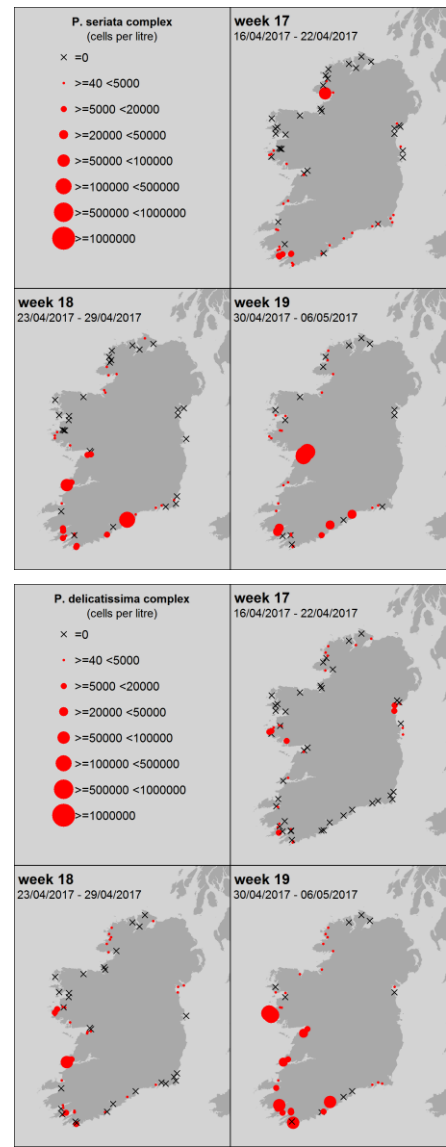 P. seriata complex
(cells per litre)
=0
>=40 <5000
>=5000 <20000
>=20000 <50000
>=50000 <100000
>=100000 <500000
>=500000 <1000000
>=1000000
week 17
16/04/2017 - 22/04/2017
week 18
23/04/2017 - 29/04/2017
week 19
30/04/2017 - 06/05/2017
P. delicatissima complex
(cells per litre)
=0
>=40 <5000
>=5000 <20000
>=20000 <50000
>=50000 <100000
>=100000 <500000
>=500000 <1000000
>=1000000
week 17
16/04/2017 - 22/04/2017
week 18
23/04/2017 - 29/04/2017
week 19
30/04/2017 - 06/05/2017